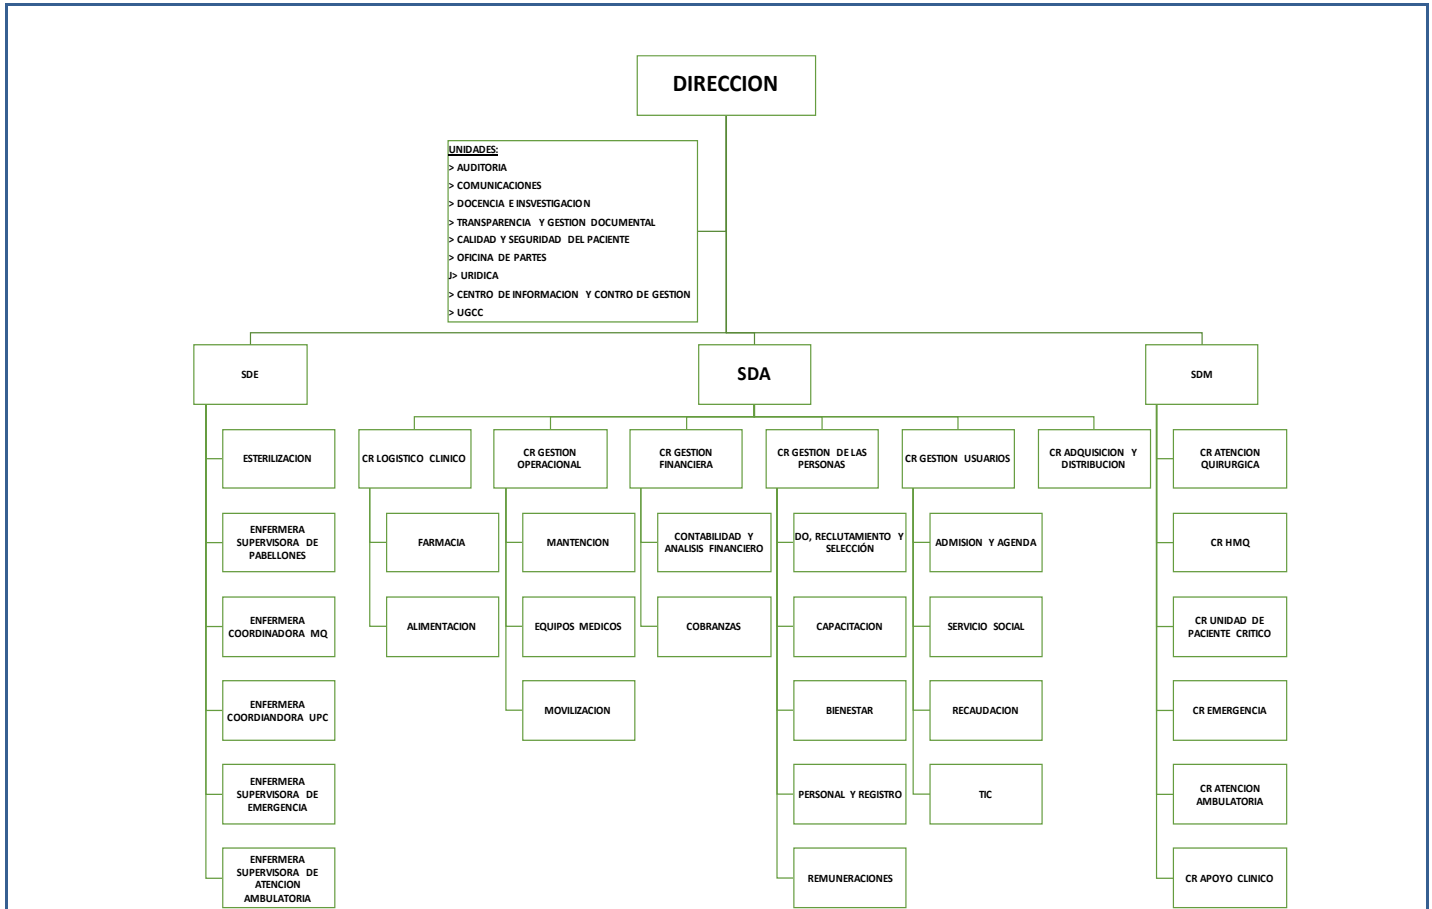 DIRECCION
UNIDADES:
> AUDITORIA
> COMUNICACIONES
> DOCENCIA E INSVESTIGACION
> TRANSPARENCIA Y GESTION DOCUMENTAL
> CALIDAD Y SEGURIDAD DEL PACIENTE
> OFICINA DE PARTES
J> URIDICA
> CENTRO DE INFORMACION Y CONTRO DE GESTION
> UGCC
SDE
SDA
SDM
ESTERILIZACION
ENFERMERA
SUPERVISORA DE
PABELLONES
ENFERMERA
COORDINADORA MQ
ENFERMERA
COORDIANDORA UPC
ENFERMERA
SUPERVISORA DE
EMERGENCIA
ENFERMERA
SUPERVISORA DE
ATENCION
AMBULATORIA
CR LOGISTICO CLINICO
FARMACIA
ALIMENTACION
CR GESTION
OPERACIONAL
MANTENCION
EQUIPOS MEDICOS
MOVILIZACION
CR GESTION
FINANCIERA
CONTABILIDAD Y
ANALISIS FINANCIERO
COBRANZAS
CR GESTION DE LAS
PERSONAS
DO, RECLUTAMIENTO Y
SELECCIÓN
CAPACITACION
BIENESTAR
PERSONAL Y REGISTRO
REMUNERACIONES
CR GESTION USUARIOS
ADMISION Y AGENDA
SERVICIO SOCIAL
RECAUDACION
TIC
CR ADQUISICION Y
DISTRIBUCION
CR ATENCION
QUIRURGICA
CR HMQ
CR UNIDAD DE
PACIENTE CRITICO
CR EMERGENCIA
CR ATENCION
AMBULATORIA
CR APOYO CLINICO